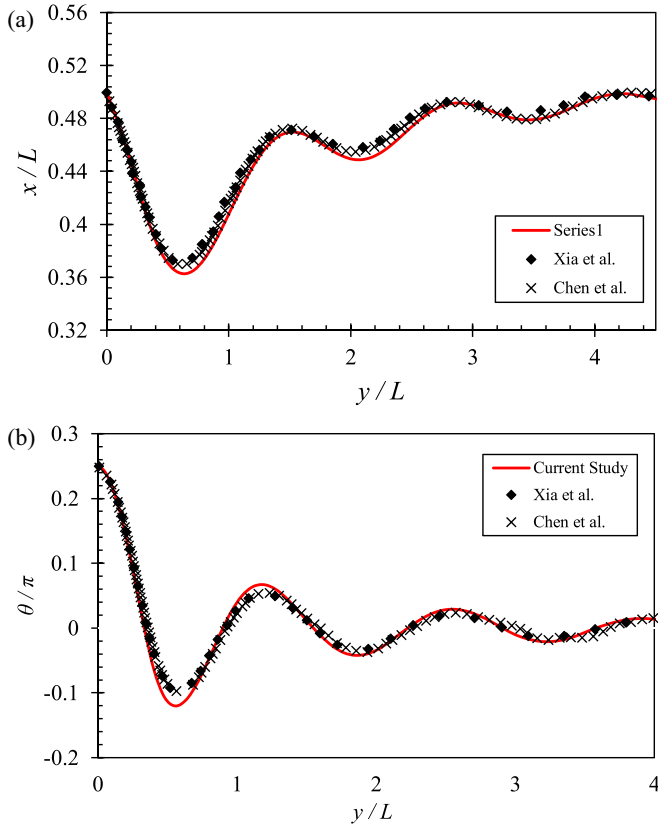 (a)
0.56
0.52
0.48
0.44
0.4
0.36
0.32
x / L
0
1
2
3
4
y / L
Series1
Xia et al.
Chen et al.
(b)
0.3
0.2
0.1
0
-0.1
-0.2
θ / π
0
1
2
3
4
y / L
Current Study
Xia et al.
Chen et al.